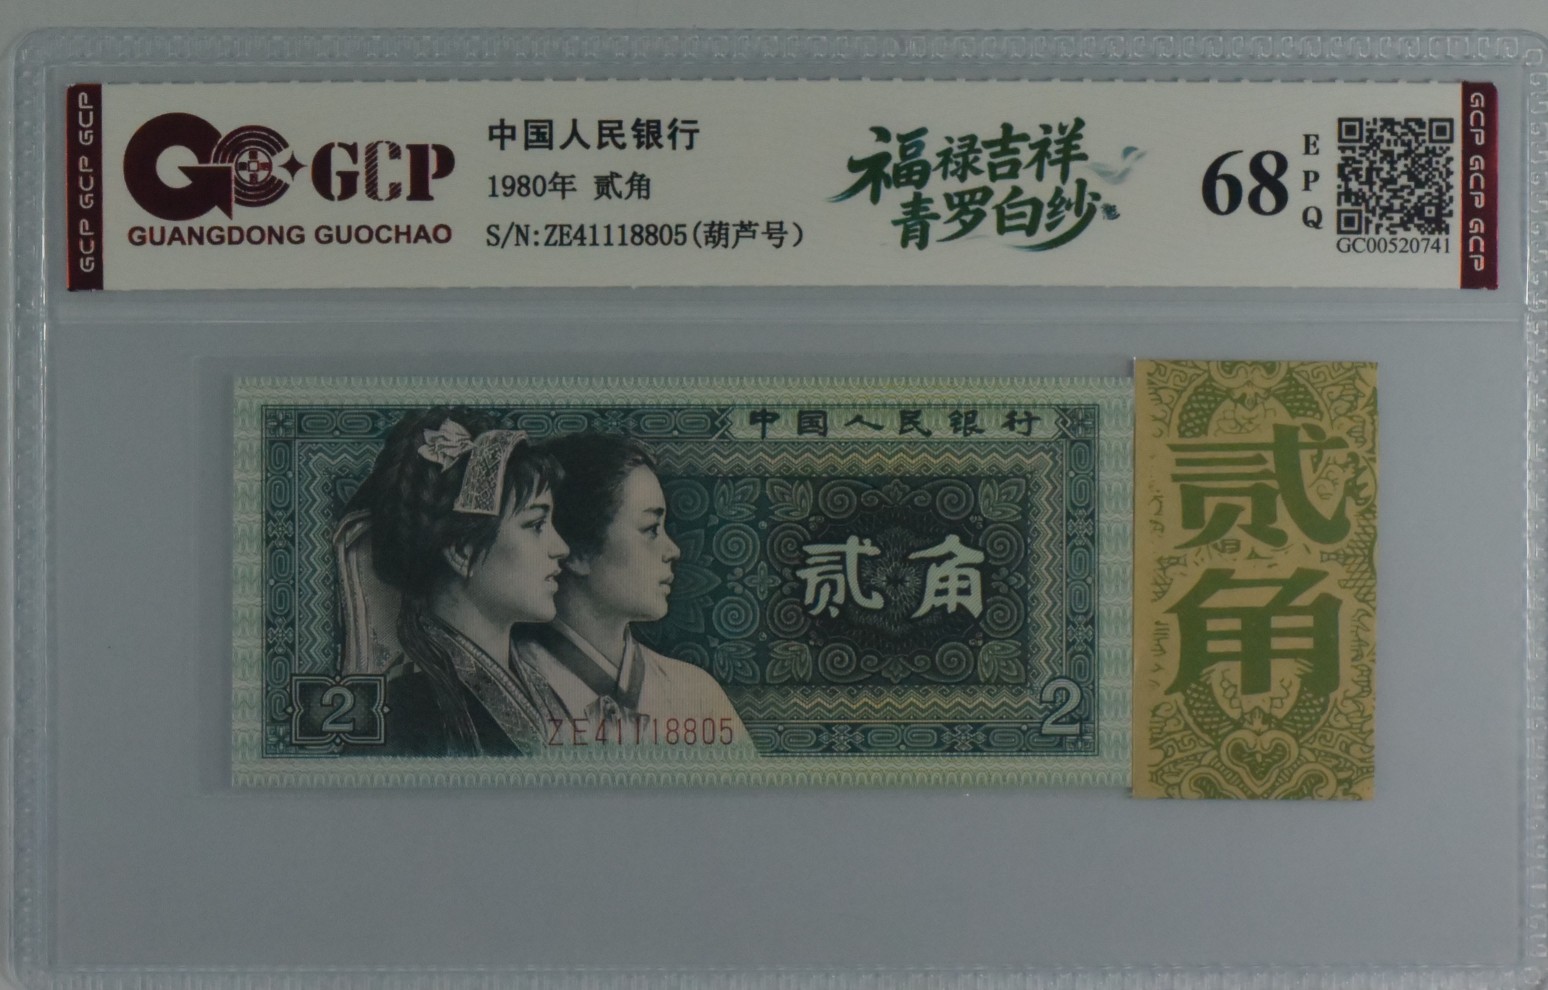 GCP GCP GCP
GCP
GUANGDONG GUOCHAO
中国人民银行
1980年 贰角
S/N:ZE41118805(葫芦号)
福禄吉祥
青罗白纱
68
EPQ
GC00520741
GCP GCP GCP
中国人民银行
贰角
2
ZE41118805
2
贰角